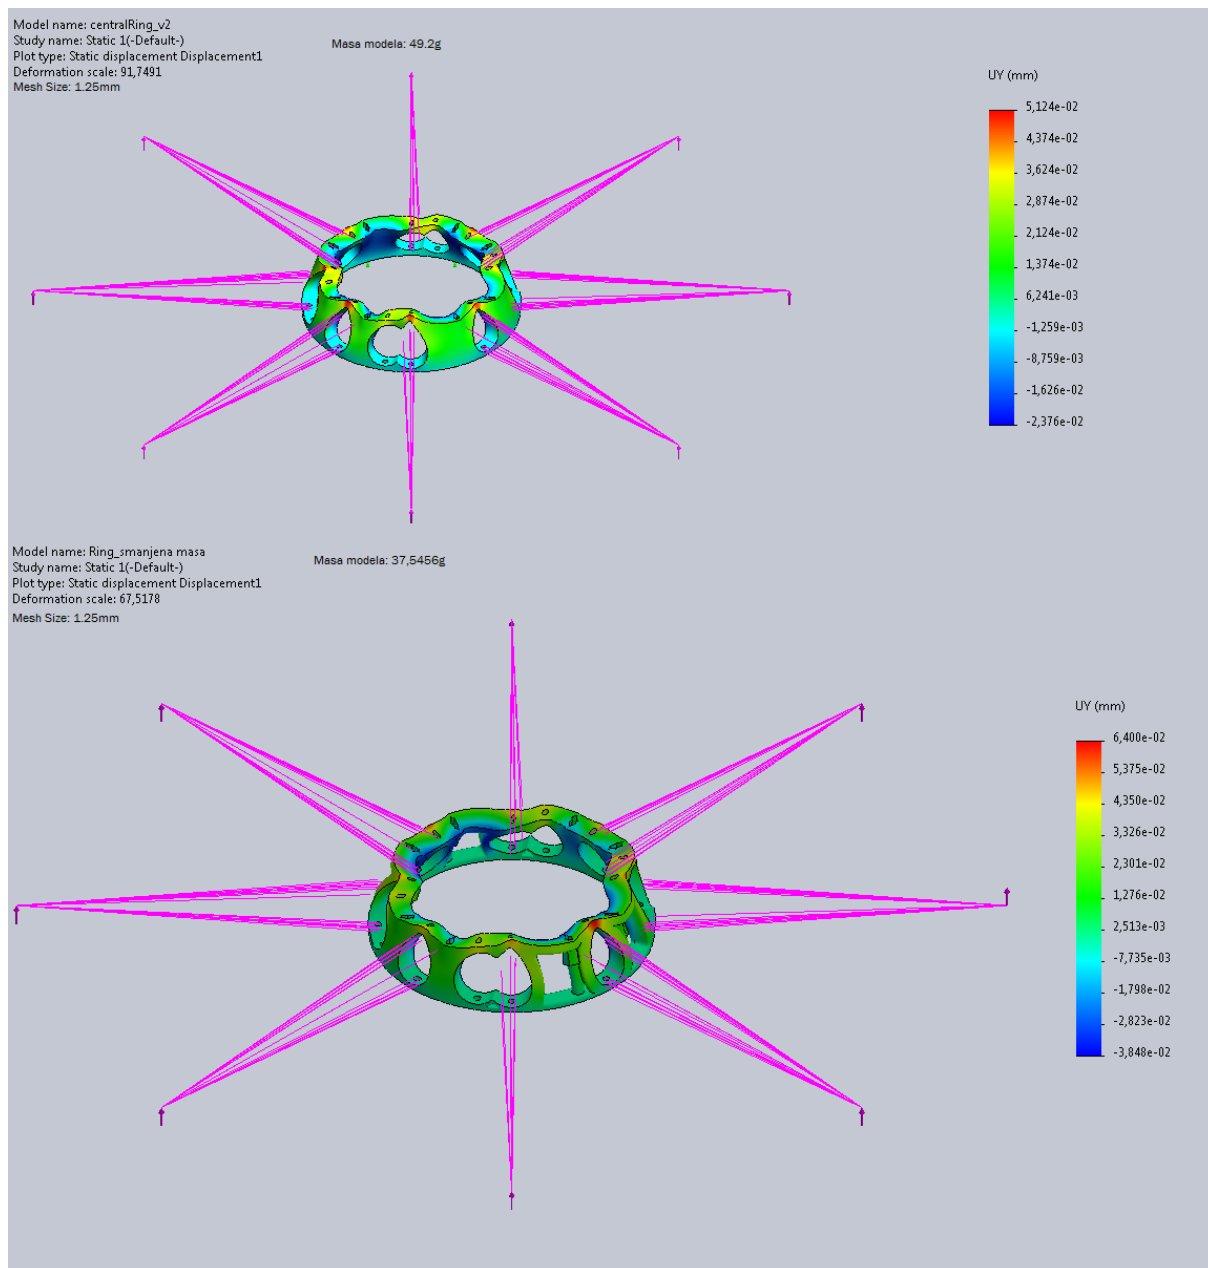 Model name: centralRing_v2
Study name: Static 1(-Default-)
Plot type: Static displacement Displacement1
Deformation scale: 91,7491
Mesh Size: 1.25mm
Masa modela: 49.2g
UY (mm)
5,124e-02
4,374e-02
3,624e-02
2,874e-02
2,124e-02
1,374e-02
6,241e-03
-1,259e-03
-8,759e-03
-1,626e-02
-2,376e-02
Model name: Ring_smanjena masa
Study name: Static 1(-Default-)
Plot type: Static displacement Displacement1
Deformation scale: 67,5178
Mesh Size: 1.25mm
Masa modela: 37,5456g
UY (mm)
6,400e-02
5,375e-02
4,350e-02
3,326e-02
2,301e-02
1,276e-02
2,513e-03
-7,735e-03
-1,798e-02
-2,823e-02
-3,848e-02